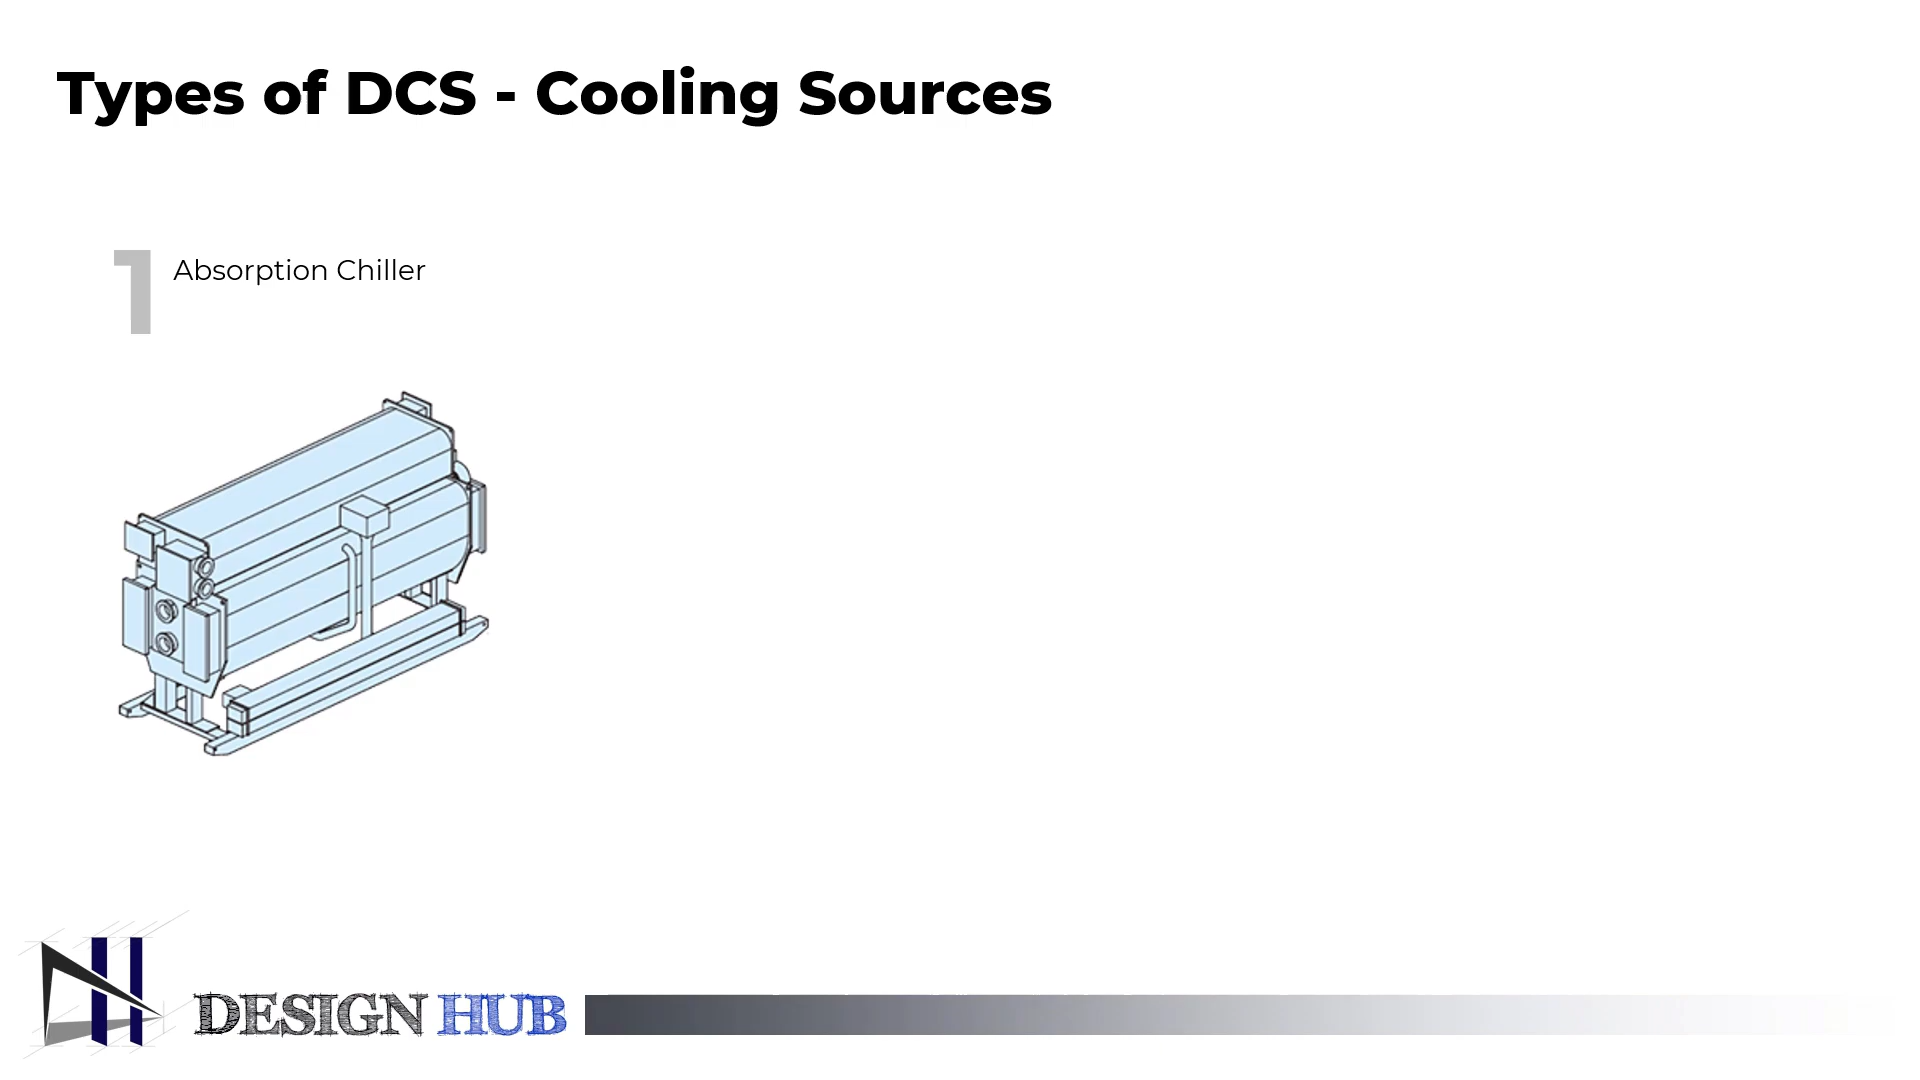 Types of DCS - Cooling Sources
1
Absorption Chiller
DESIGN HUB